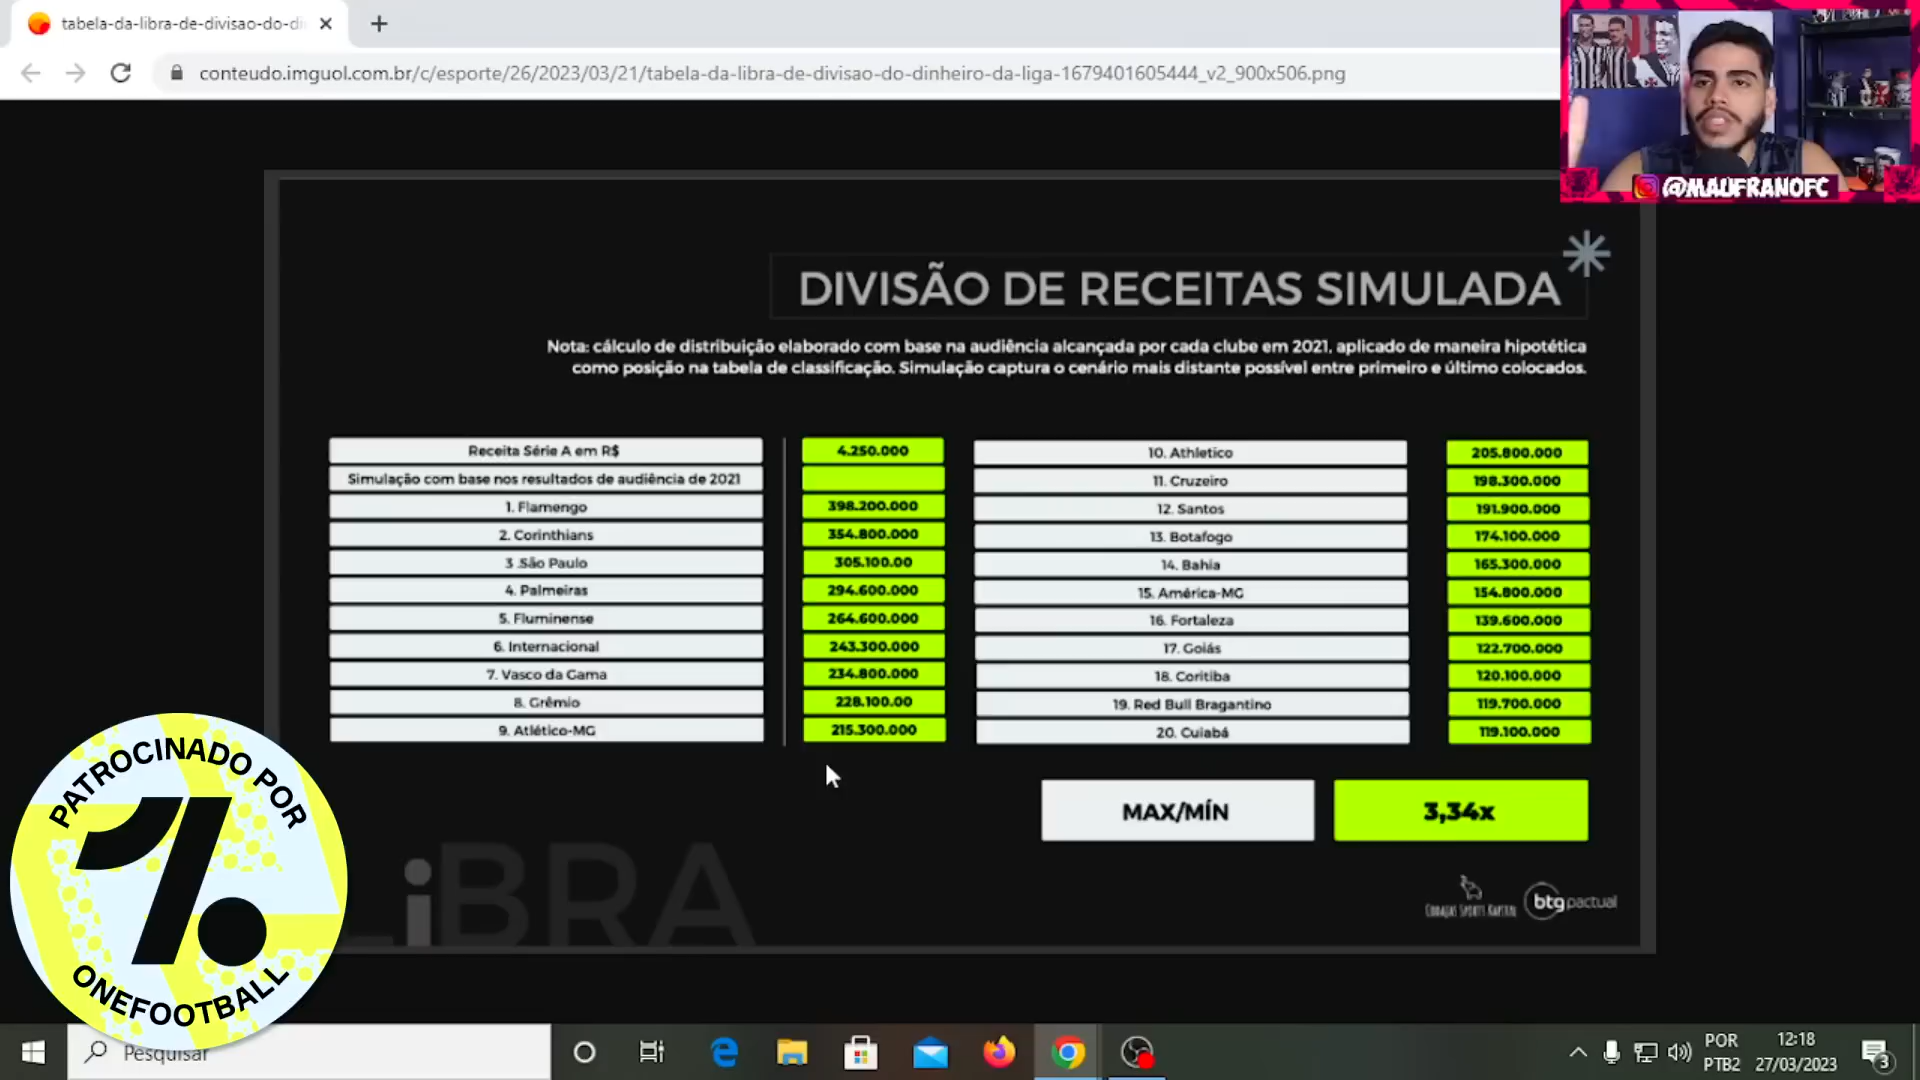 tabela-da-libra-de-divisao-do-di
conteudo.imguol.com.br/c/esporte/26/2023/03/21/tabela-da-libra-de-divisao-do-dinheiro-da-liga-1679401605444_v2_900x506.png
@MAUFRANOFC
DIVISÃO DE RECEITAS SIMULADA
Nota: cálculo de distribuição elaborado com base na audiência alcançada por cada clube em 2021, aplicado de maneira hipotética
como posição na tabela de classificação. Simulação captura o cenário mais distante possível entre primeiro e último colocados.
Receita Série A em R$ 4.250.000
Simulação com base nos resultados de audiência de 2021
1. Flamengo 398.200.000
2. Corinthians 354.800.000
3 .São Paulo 305.100.00
4. Palmeiras 294.600.000
5. Fluminense 264.600.000
6. Internacional 243.300.000
7. Vasco da Gama 234.800.000
8. Grêmio 228.100.00
9. Atlético-MG 215.300.000
10. Athletico 205.800.000
11. Cruzeiro 198.300.000
12. Santos 191.900.000
13. Botafogo 174.100.000
14. Bahia 165.300.000
15. América-MG 154.800.000
16. Fortaleza 139.600.000
17. Goiás 122.700.000
18. Coritiba 120.100.000
19. Red Bull Bragantino 119.700.000
20. Cuiabá 119.100.000
MAX/MÍN 3,34x
LiBRA
CODAJAS SPORTS KAPITAL
btgpactual
PATROCINADO POR
ONEFOOTBALL
Pesquisar
POR
PTB2
12:18
27/03/2023
3